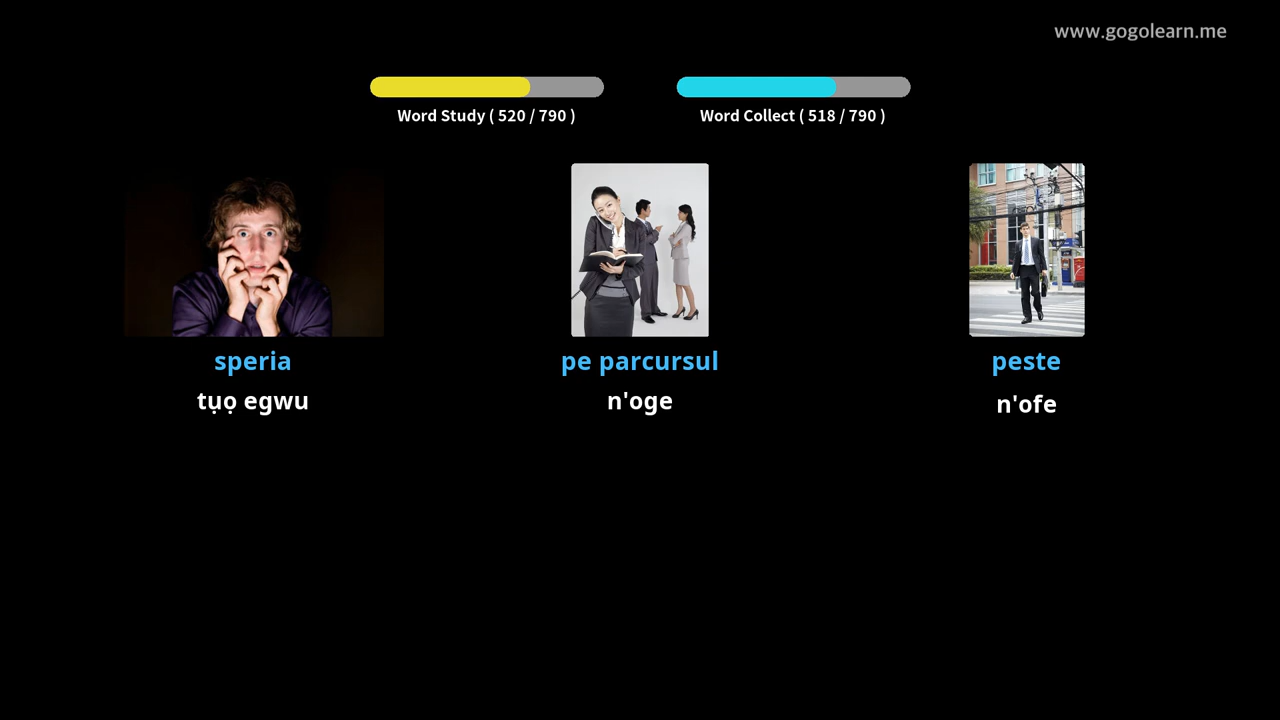 www.gogolearn.me
Word Study ( 520 / 790 )
Word Collect ( 518 / 790 )
speria
pe parcursul
peste
tụọ egwu
n'oge
n'ofe